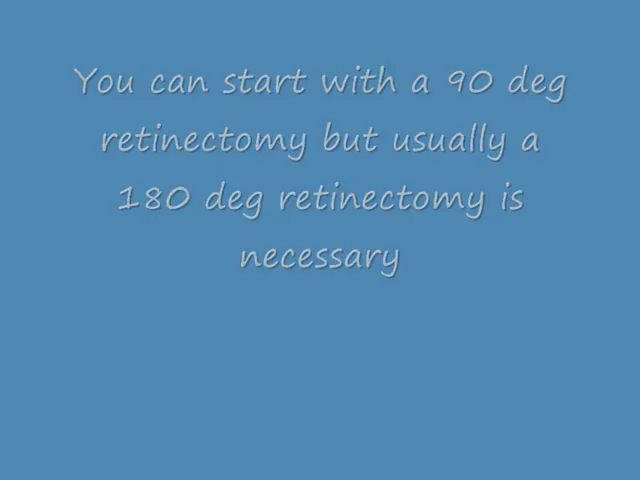 You can start with a 90 deg
retinectomy but usually a
180 deg retinectomy is
necessary